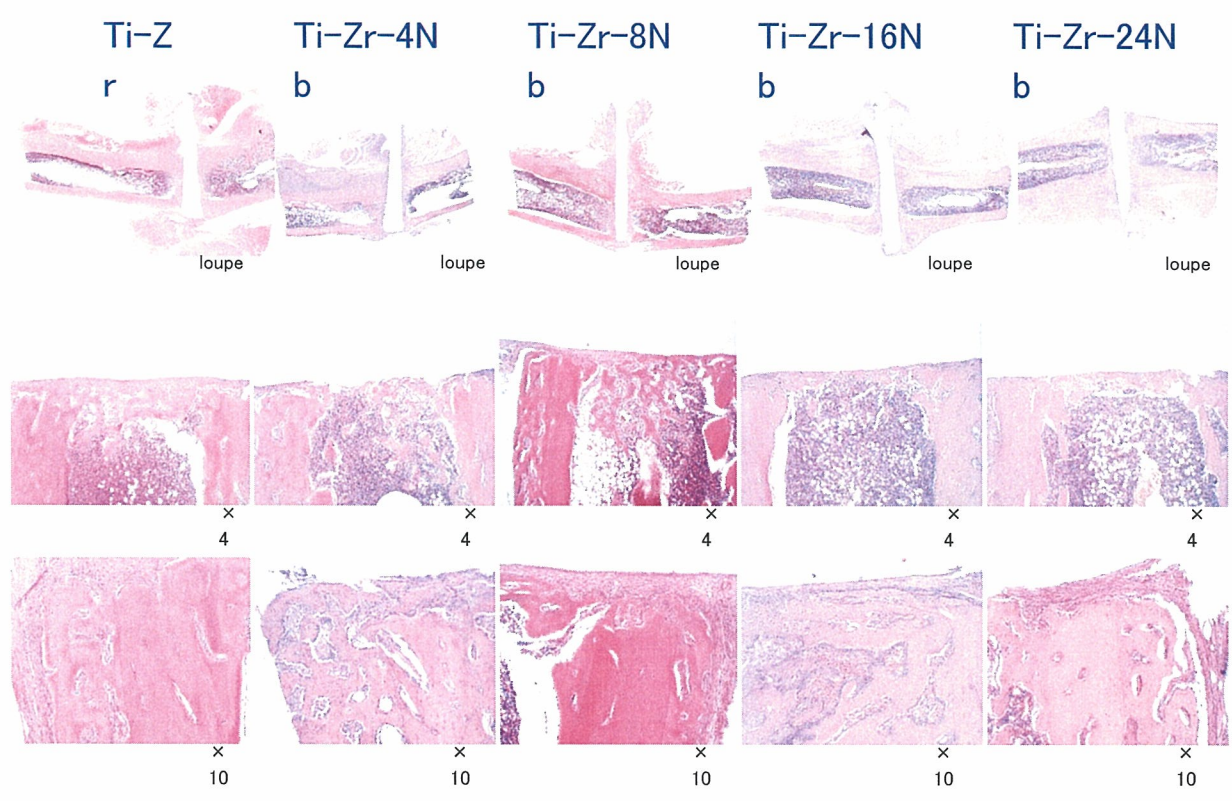 Ti-Z
r
Ti-Zr-4N
b
Ti-Zr-8N
b
Ti-Zr-16N
b
Ti-Zr-24N
b
loupe
loupe
loupe
loupe
loupe
×
4
×
4
×
4
×
4
×
4
×
10
×
10
×
10
×
10
×
10